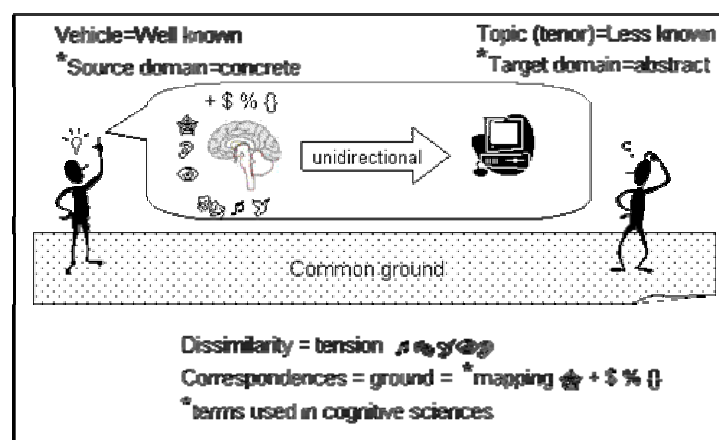 Vehicle=Well known
*Source domain=concrete
Topic (tenor)=Less known
*Target domain=abstract
+ $ % {}
unidirectional
Common ground
Dissimilarity = tension
Correspondences = ground = *mapping + $ % {}
*terms used in cognitive sciences